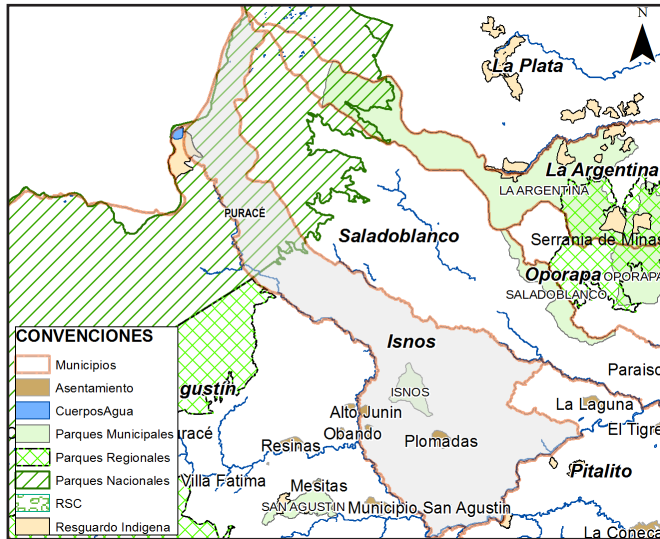 N
La Plata
La Argentina
LA ARGENTINA
PURACÉ
Saladoblanco
Serrania de Minas
Oporapa
OPORAPA
SALADOBLANCO
CONVENCIONES
Municipios
Asentamiento
CuerposAgua
Parques Municipales
Parques Regionales
Parques Nacionales
RSC
Resguardo Indigena
Isnos
ISNOS
Paraiso
gustín
Alto Junin
La Laguna
uracé
Obando
Plomadas
El Tigre
Resinas
Pitalito
Villa Fatima
Mesitas
SAN AGUSTIN
Municipio San Agustin
La Coneca